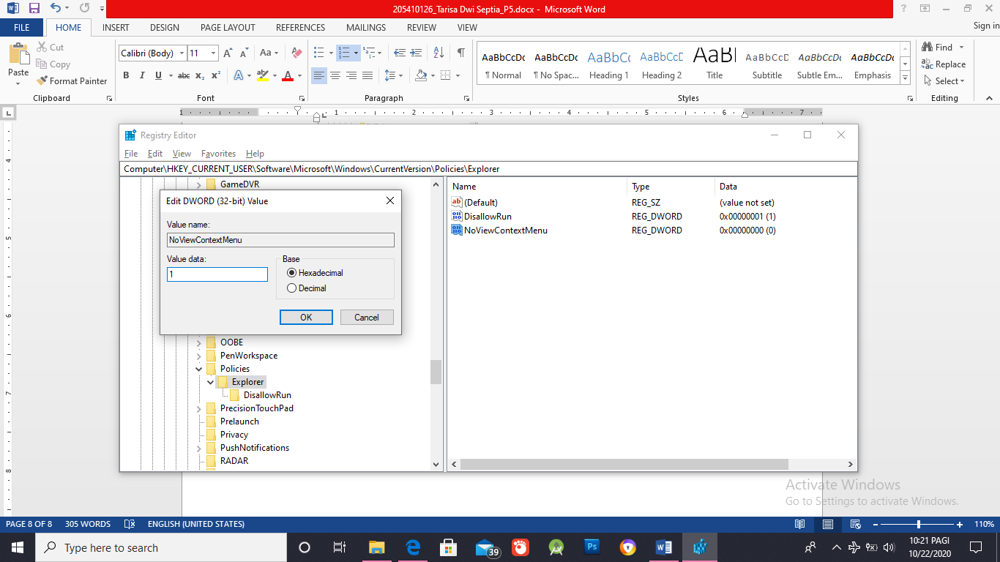 205410126_Tarisa Dwi Septia_P5.docx - Microsoft Word
FILE HOME INSERT DESIGN PAGE LAYOUT REFERENCES MAILINGS REVIEW VIEW Sign in
Paste
Cut
Copy
Format Painter
Clipboard
Calibri (Body) 11
Font
Paragraph
AaBbCcDc AaBbCcDc AaBbCc AaBbCcD AaB AaBbCcD AaBbCcDc AaBbCcDc
¶ Normal ¶ No Spac... Heading 1 Heading 2 Title Subtitle Subtle Em... Emphasis
Styles
Find
Replace
Select
Editing
1 1 2 3 4 5 6 7
Registry Editor
File Edit View Favorites Help
Computer\HKEY_CURRENT_USER\Software\Microsoft\Windows\CurrentVersion\Policies\Explorer
GameDVR
Edit DWORD (32-bit) Value
Value name:
NoViewContextMenu
Value data:
1
Base
Hexadecimal
Decimal
OK Cancel
OOBE
PenWorkspace
Policies
Explorer
DisallowRun
PrecisionTouchPad
Prelaunch
Privacy
PushNotifications
RADAR
Name Type Data
(Default) REG_SZ (value not set)
DisallowRun REG_DWORD 0x00000001 (1)
NoViewContextMenu REG_DWORD 0x00000000 (0)
4
5
6
7
8
Activate Windows
Go to Settings to activate Windows.
PAGE 8 OF 8 305 WORDS ENGLISH (UNITED STATES) 110%
Type here to search
39
Ps
10:21 PAGI
10/22/2020